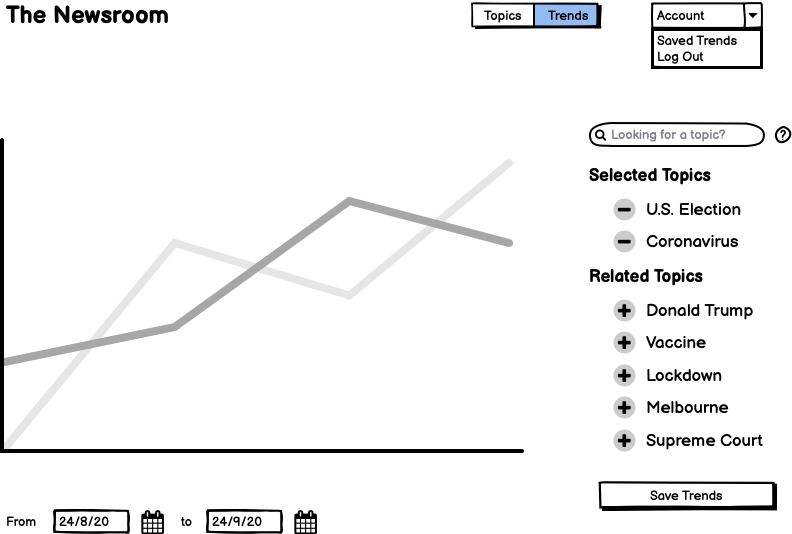 The Newsroom
Topics
Trends
Account
Saved Trends
Log Out
Looking for a topic?
?
Selected Topics
U.S. Election
Coronavirus
Related Topics
Donald Trump
Vaccine
Lockdown
Melbourne
Supreme Court
Save Trends
From 24/8/20 to 24/9/20